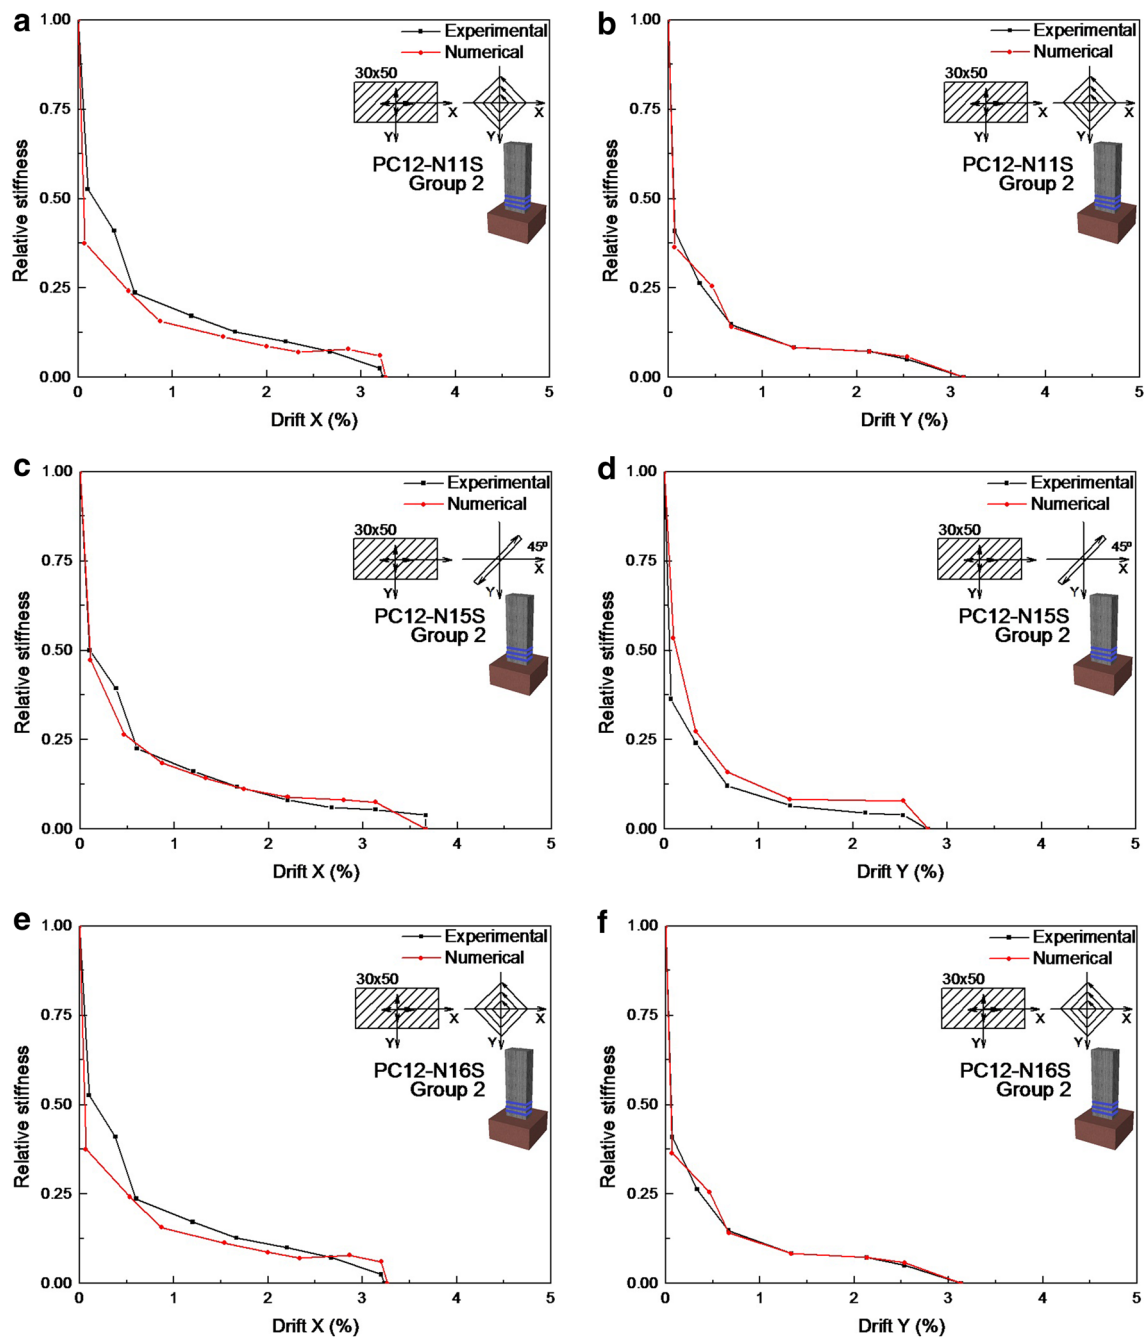 a
1.00
0.75
0.50
0.25
0.00
Relative stiffness
Experimental
Numerical
30x50
X
Y
X
Y
PC12-N11S
Group 2
0 1 2 3 4 5
Drift X (%)
b
1.00
0.75
0.50
0.25
0.00
Relative stiffness
Experimental
Numerical
30x50
X
Y
X
Y
PC12-N11S
Group 2
0 1 2 3 4 5
Drift Y (%)
c
1.00
0.75
0.50
0.25
0.00
Relative stiffness
Experimental
Numerical
30x50
Y
45º
X
Y
PC12-N15S
Group 2
0 1 2 3 4 5
Drift X (%)
d
1.00
0.75
0.50
0.25
0.00
Relative stiffness
Experimental
Numerical
30x50
Y
45º
X
Y
PC12-N15S
Group 2
0 1 2 3 4 5
Drift Y (%)
e
1.00
0.75
0.50
0.25
0.00
Relative stiffness
Experimental
Numerical
30x50
X
Y
X
Y
PC12-N16S
Group 2
0 1 2 3 4 5
Drift X (%)
f
1.00
0.75
0.50
0.25
0.00
Relative stiffness
Experimental
Numerical
30x50
X
Y
X
Y
PC12-N16S
Group 2
0 1 2 3 4 5
Drift Y (%)